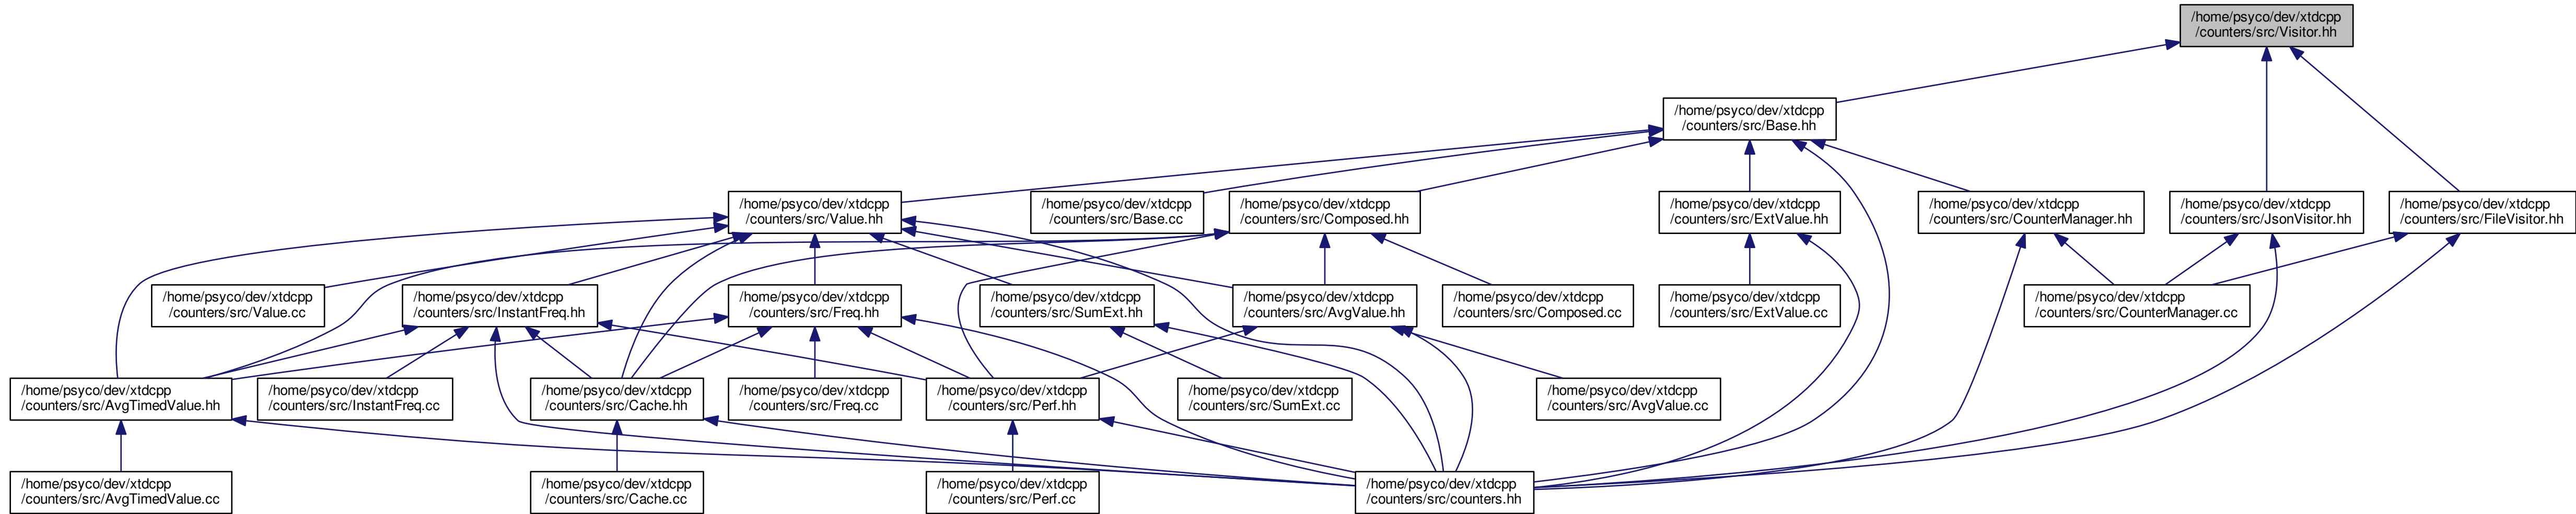 /home/psyco/dev/xtdcpp
/counters/src/Visitor.hh
/home/psyco/dev/xtdcpp
/counters/src/Base.hh
/home/psyco/dev/xtdcpp
/counters/src/Value.hh
/home/psyco/dev/xtdcpp
/counters/src/Base.cc
/home/psyco/dev/xtdcpp
/counters/src/Composed.hh
/home/psyco/dev/xtdcpp
/counters/src/ExtValue.hh
/home/psyco/dev/xtdcpp
/counters/src/CounterManager.hh
/home/psyco/dev/xtdcpp
/counters/src/JsonVisitor.hh
/home/psyco/dev/xtdcpp
/counters/src/FileVisitor.hh
/home/psyco/dev/xtdcpp
/counters/src/Value.cc
/home/psyco/dev/xtdcpp
/counters/src/InstantFreq.hh
/home/psyco/dev/xtdcpp
/counters/src/Freq.hh
/home/psyco/dev/xtdcpp
/counters/src/SumExt.hh
/home/psyco/dev/xtdcpp
/counters/src/AvgValue.hh
/home/psyco/dev/xtdcpp
/counters/src/Composed.cc
/home/psyco/dev/xtdcpp
/counters/src/ExtValue.cc
/home/psyco/dev/xtdcpp
/counters/src/CounterManager.cc
/home/psyco/dev/xtdcpp
/counters/src/AvgTimedValue.hh
/home/psyco/dev/xtdcpp
/counters/src/InstantFreq.cc
/home/psyco/dev/xtdcpp
/counters/src/Cache.hh
/home/psyco/dev/xtdcpp
/counters/src/Freq.cc
/home/psyco/dev/xtdcpp
/counters/src/Perf.hh
/home/psyco/dev/xtdcpp
/counters/src/SumExt.cc
/home/psyco/dev/xtdcpp
/counters/src/AvgValue.cc
/home/psyco/dev/xtdcpp
/counters/src/AvgTimedValue.cc
/home/psyco/dev/xtdcpp
/counters/src/Cache.cc
/home/psyco/dev/xtdcpp
/counters/src/Perf.cc
/home/psyco/dev/xtdcpp
/counters/src/counters.hh